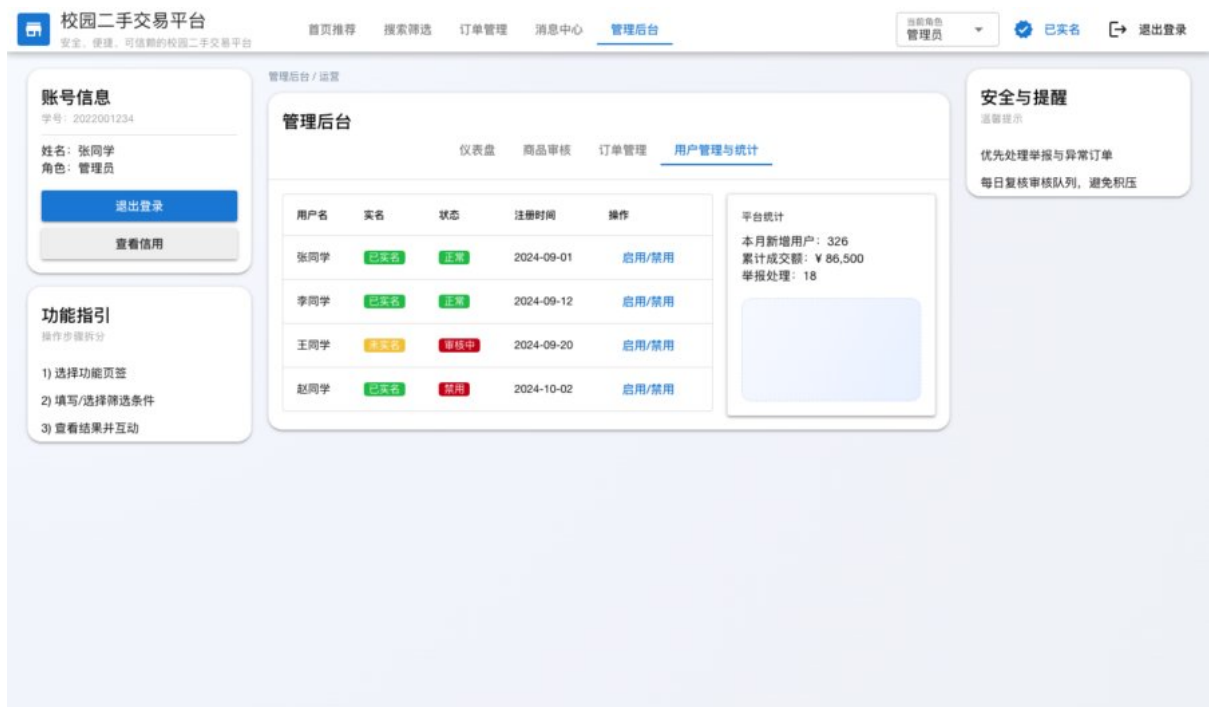 校园二手交易平台
安全、便捷、可信赖的校园二手交易平台
首页推荐 搜索筛选 订单管理 消息中心 管理后台
当前角色
管理员
已实名
退出登录
账号信息
学号：2022001234
姓名：张同学
角色：管理员
退出登录
查看信用
功能指引
操作步骤拆分
1) 选择功能页签
2) 填写/选择筛选条件
3) 查看结果并互动
管理后台 / 运营
管理后台
仪表盘 商品审核 订单管理 用户管理与统计
用户名 实名 状态 注册时间 操作
张同学 已实名 正常 2024-09-01 启用/禁用
李同学 已实名 正常 2024-09-12 启用/禁用
王同学 未实名 审核中 2024-09-20 启用/禁用
赵同学 已实名 禁用 2024-10-02 启用/禁用
平台统计
本月新增用户：326
累计成交额：¥ 86,500
举报处理：18
安全与提醒
温馨提示
优先处理举报与异常订单
每日复核审核队列，避免积压